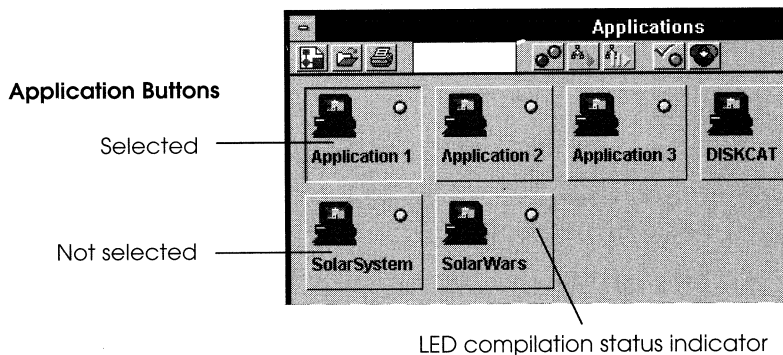 Applications
Application Buttons
Selected
Application 1
Application 2
Application 3
DISKCAT
Not selected
SolarSystem
SolarWars
LED compilation status indicator